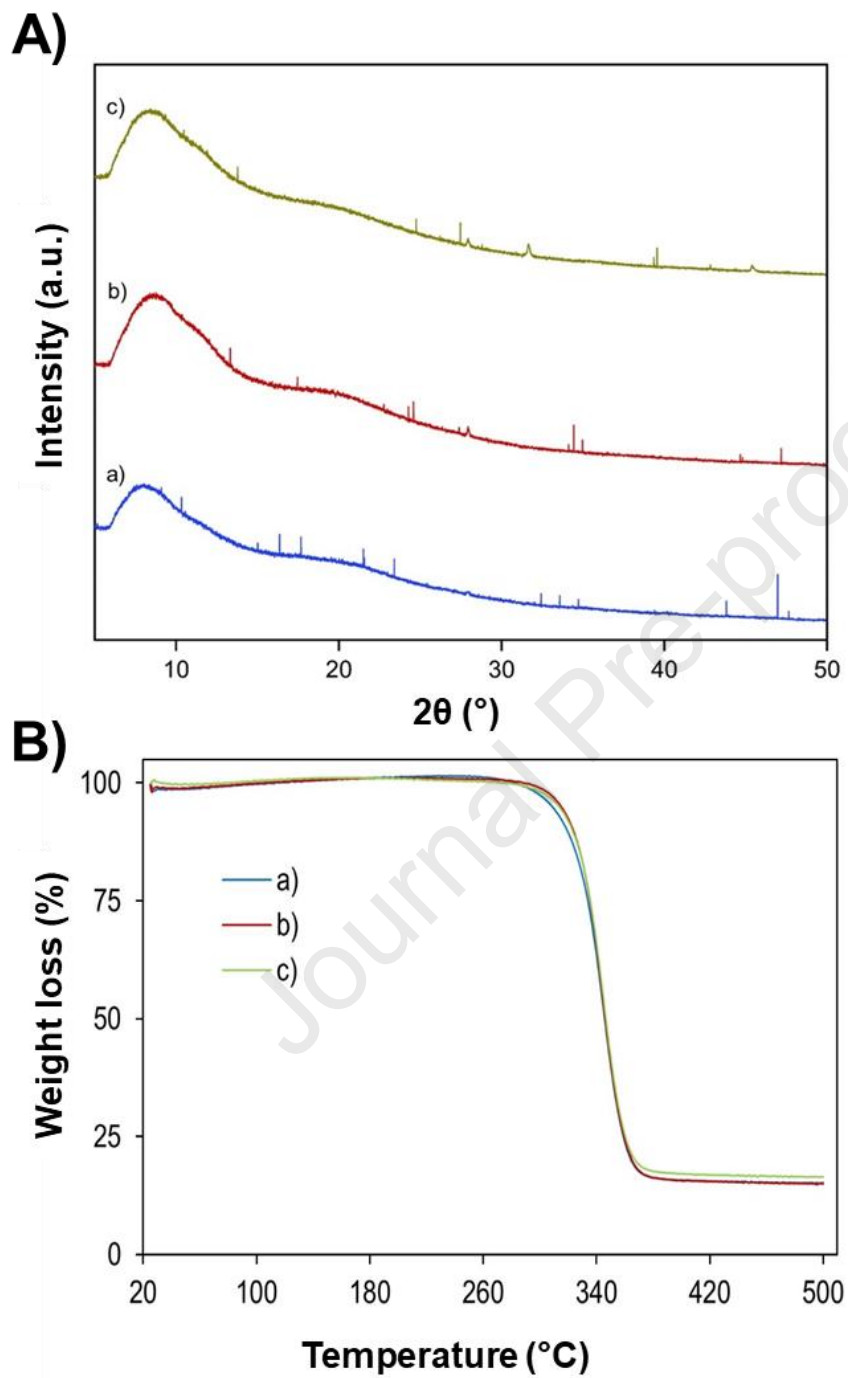 A)
c)
b)
a)
Intensity (a.u.)
10 20 30 40 50
2θ (°)
B)
100
75
50
25
0
a)
b)
c)
Weight loss (%)
20 100 180 260 340 420 500
Temperature (°C)
Journal Pre-proo